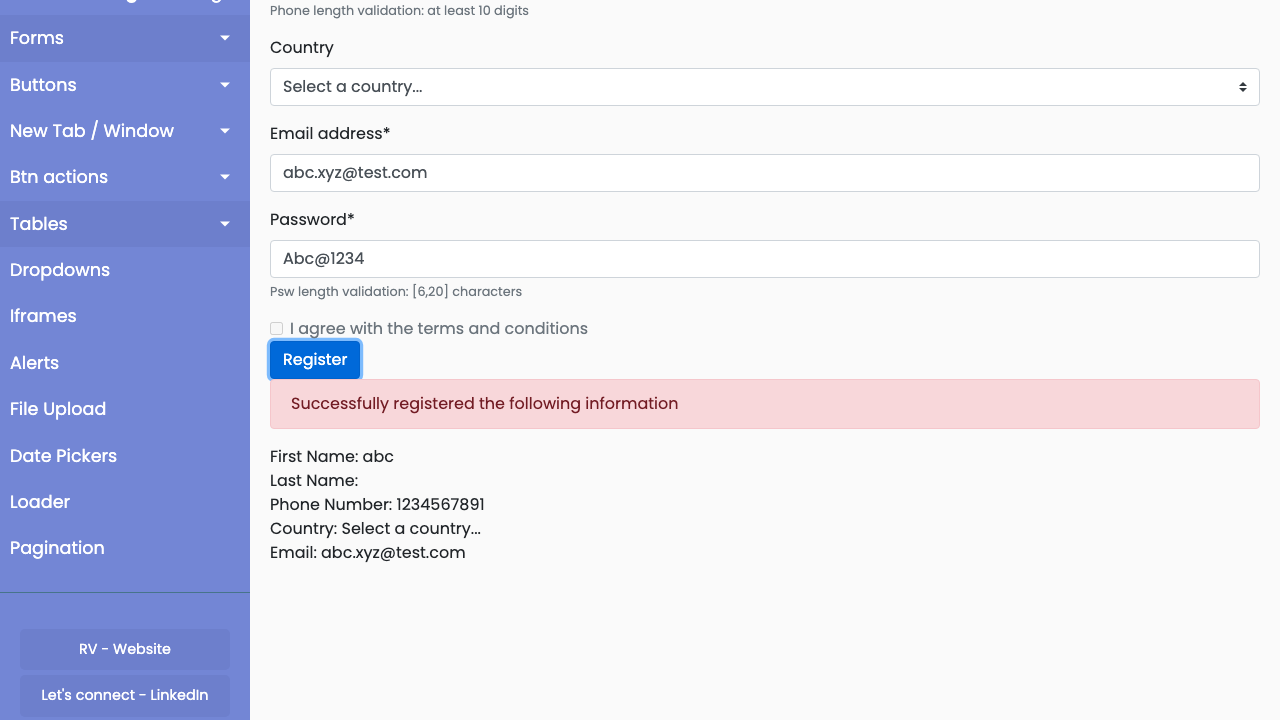 Forms
Buttons
New Tab / Window
Btn actions
Tables
Dropdowns
Iframes
Alerts
File Upload
Date Pickers
Loader
Pagination
RV - Website
Let's connect - LinkedIn
Phone length validation: at least 10 digits
Country
Select a country...
Email address*
abc.xyz@test.com
Password*
Abc@1234
Psw length validation: [6,20] characters
I agree with the terms and conditions
Register
Successfully registered the following information
First Name: abc
Last Name:
Phone Number: 1234567891
Country: Select a country...
Email: abc.xyz@test.com